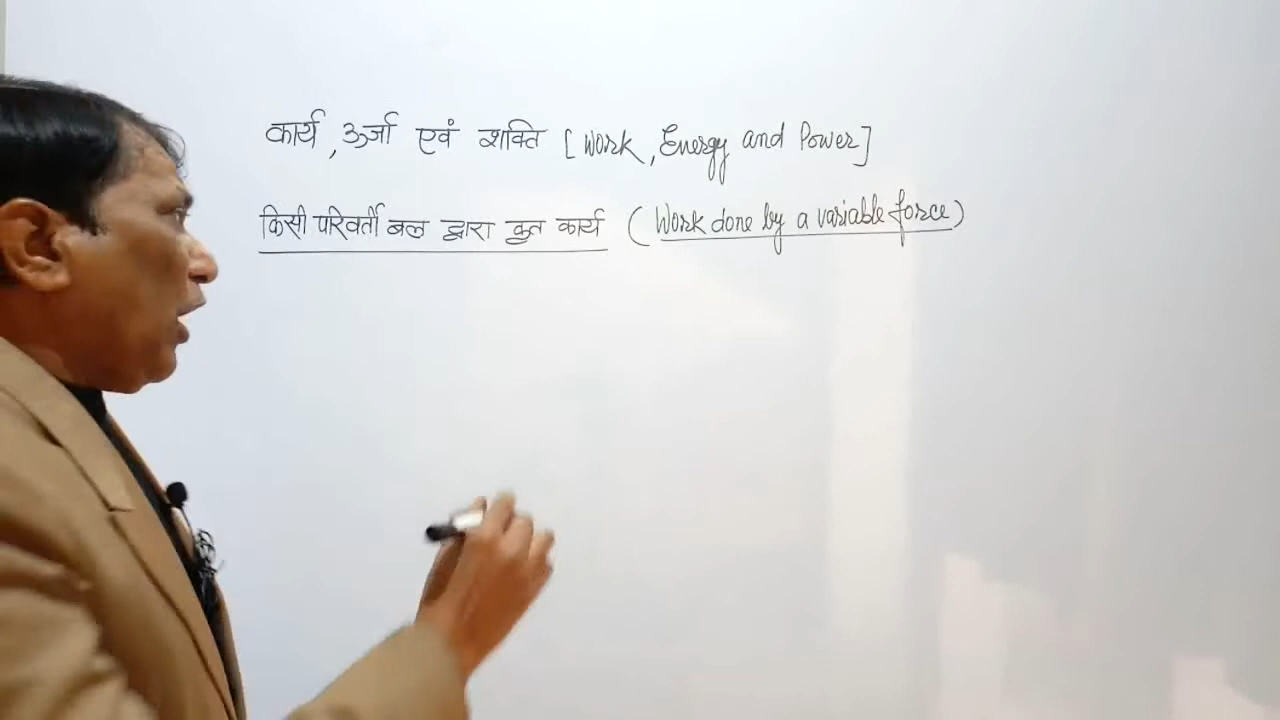 कार्य, ऊर्जा एवं शक्ति [Work, Energy and Power]
किसी परिवर्ती बल द्वारा कृत कार्य (Work done by a variable force)